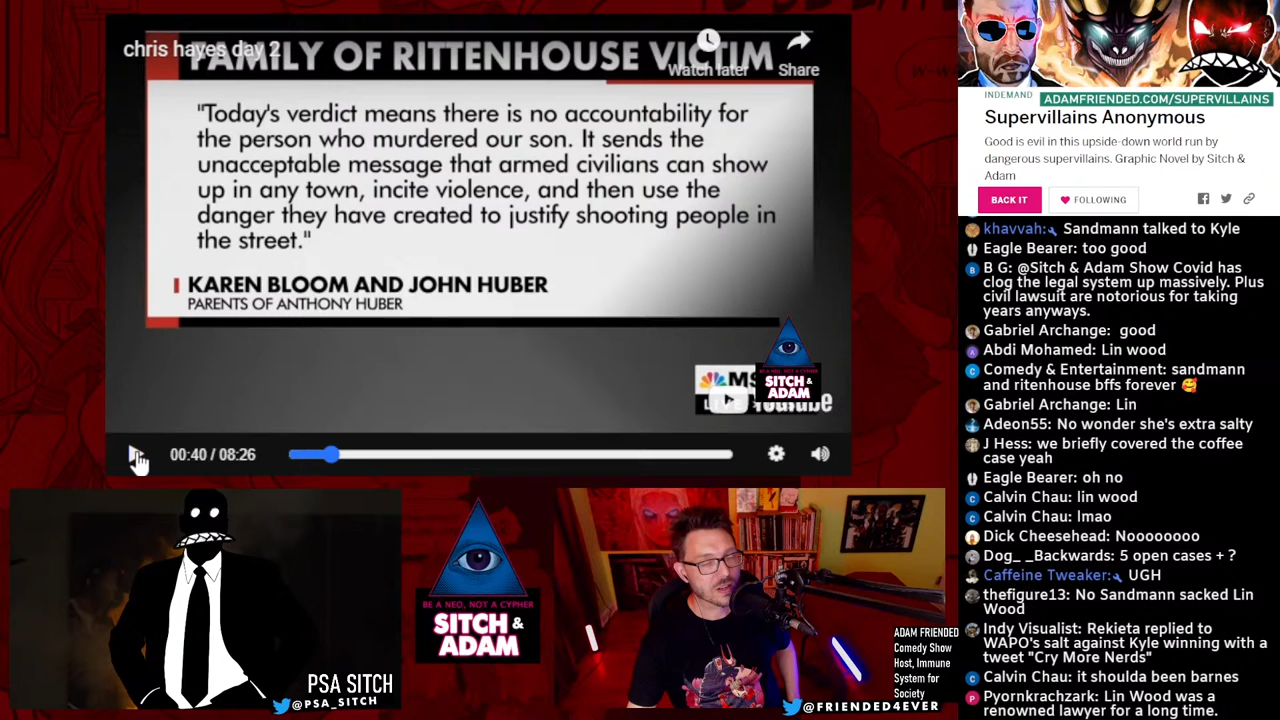 chris hayes day 2
FAMILY OF RITTENHOUSE VICTIM
Watch later
Share
"Today's verdict means there is no accountability for
the person who murdered our son. It sends the
unacceptable message that armed civilians can show
up in any town, incite violence, and then use the
danger they have created to justify shooting people in
the street."
KAREN BLOOM AND JOHN HUBER
PARENTS OF ANTHONY HUBER
BE A NEO, NOT A CYPHER
SITCH &
ADAM
YouTube
00:40 / 08:26
INDEMAND
ADAMFRIENDED.COM/SUPERVILLAINS
Supervillains Anonymous
Good is evil in this upside-down world run by
dangerous supervillains. Graphic Novel by Sitch &
Adam
BACK IT
FOLLOWING
khavvah: Sandmann talked to Kyle
Eagle Bearer: too good
B G: @Sitch & Adam Show Covid has
clog the legal system up massively. Plus
civil lawsuit are notorious for taking
years anyways.
Gabriel Archange: good
Abdi Mohamed: Lin wood
Comedy & Entertainment: sandmann
and ritenhouse bffs forever 🥰
Gabriel Archange: Lin
Adeon55: No wonder she's extra salty
J Hess: we briefly covered the coffee
case yeah
Eagle Bearer: oh no
Calvin Chau: lin wood
Calvin Chau: lmao
Dick Cheesehead: Noooooooo
Dog_ _Backwards: 5 open cases + ?
Caffeine Tweaker: UGH
thefigure13: No Sandmann sacked Lin
Wood
Indy Visualist: Rekieta replied to
WAPO's salt against Kyle winning with a
tweet "Cry More Nerds"
Calvin Chau: it shoulda been barnes
Pyornkrachzark: Lin Wood was a
renowned lawyer for a long time.
PSA SITCH
@PSA_SITCH
BE A NEO, NOT A CYPHER
SITCH &
ADAM
ADAM FRIENDED
Comedy Show
Host, Immune
System for
Society
@FRIENDED4EVER